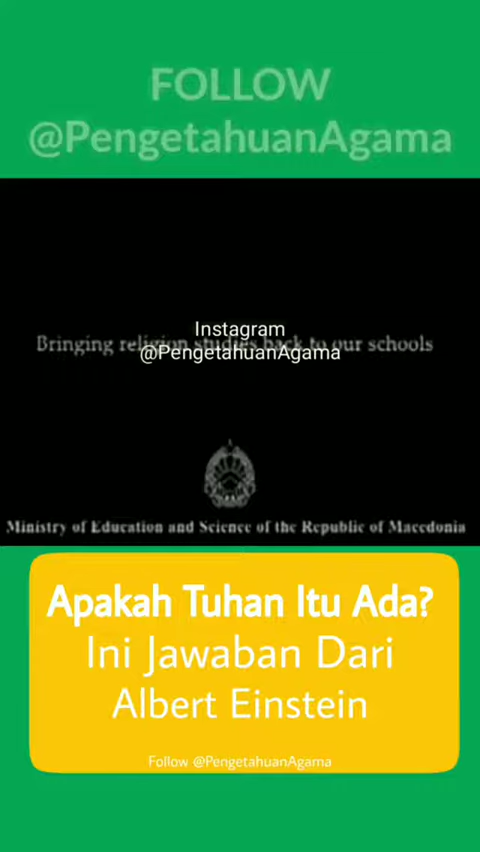 FOLLOW
@PengetahuanAgama
Instagram
Bringing religion studies back to our schools
@PengetahuanAgama
Ministry of Education and Science of the Republic of Macedonia
Apakah Tuhan Itu Ada?
Ini Jawaban Dari
Albert Einstein
Follow @PengetahuanAgama